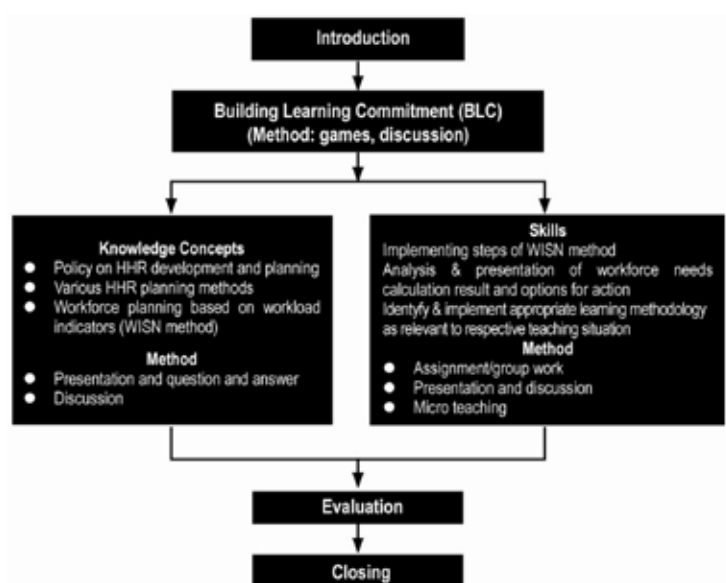 Introduction
Building Learning Commitment (BLC)
(Method: games, discussion)
Knowledge Concepts
● Policy on HHR development and planning
● Various HHR planning methods
● Workforce planning based on workload
indicators (WISN method)
Method
● Presentation and question and answer
● Discussion
Skills
Implementing steps of WISN method
Analysis & presentation of workforce needs
calculation result and options for action
Identyfy & implement appropriate learning methodology
as relevant to respective teaching situation
Method
● Assignment/group work
● Presentation and discussion
● Micro teaching
Evaluation
Closing